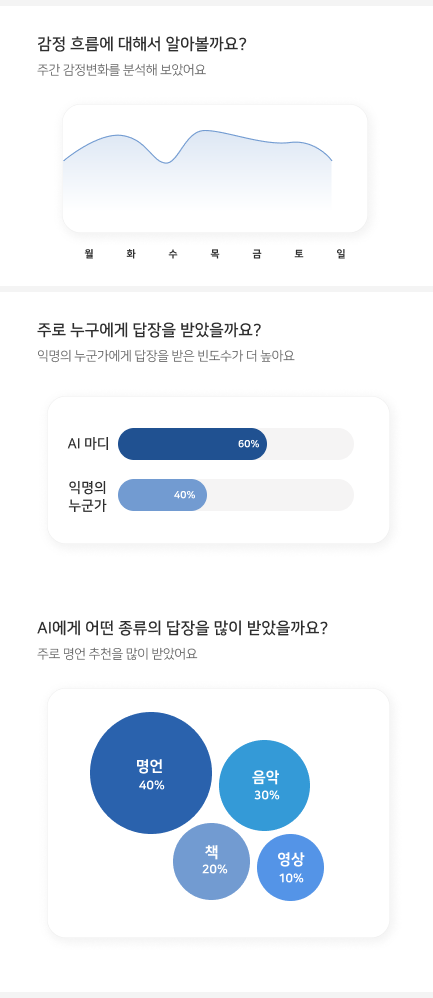 감정 흐름에 대해서 알아볼까요?
주간 감정변화를 분석해 보았어요
월 화 수 목 금 토 일
주로 누구에게 답장을 받았을까요?
익명의 누군가에게 답장을 받은 빈도수가 더 높아요
AI 마디 60%
익명의
누군가
40%
AI에게 어떤 종류의 답장을 많이 받았을까요?
주로 명언 추천을 많이 받았어요
명언
40%
음악
30%
책
20%
영상
10%